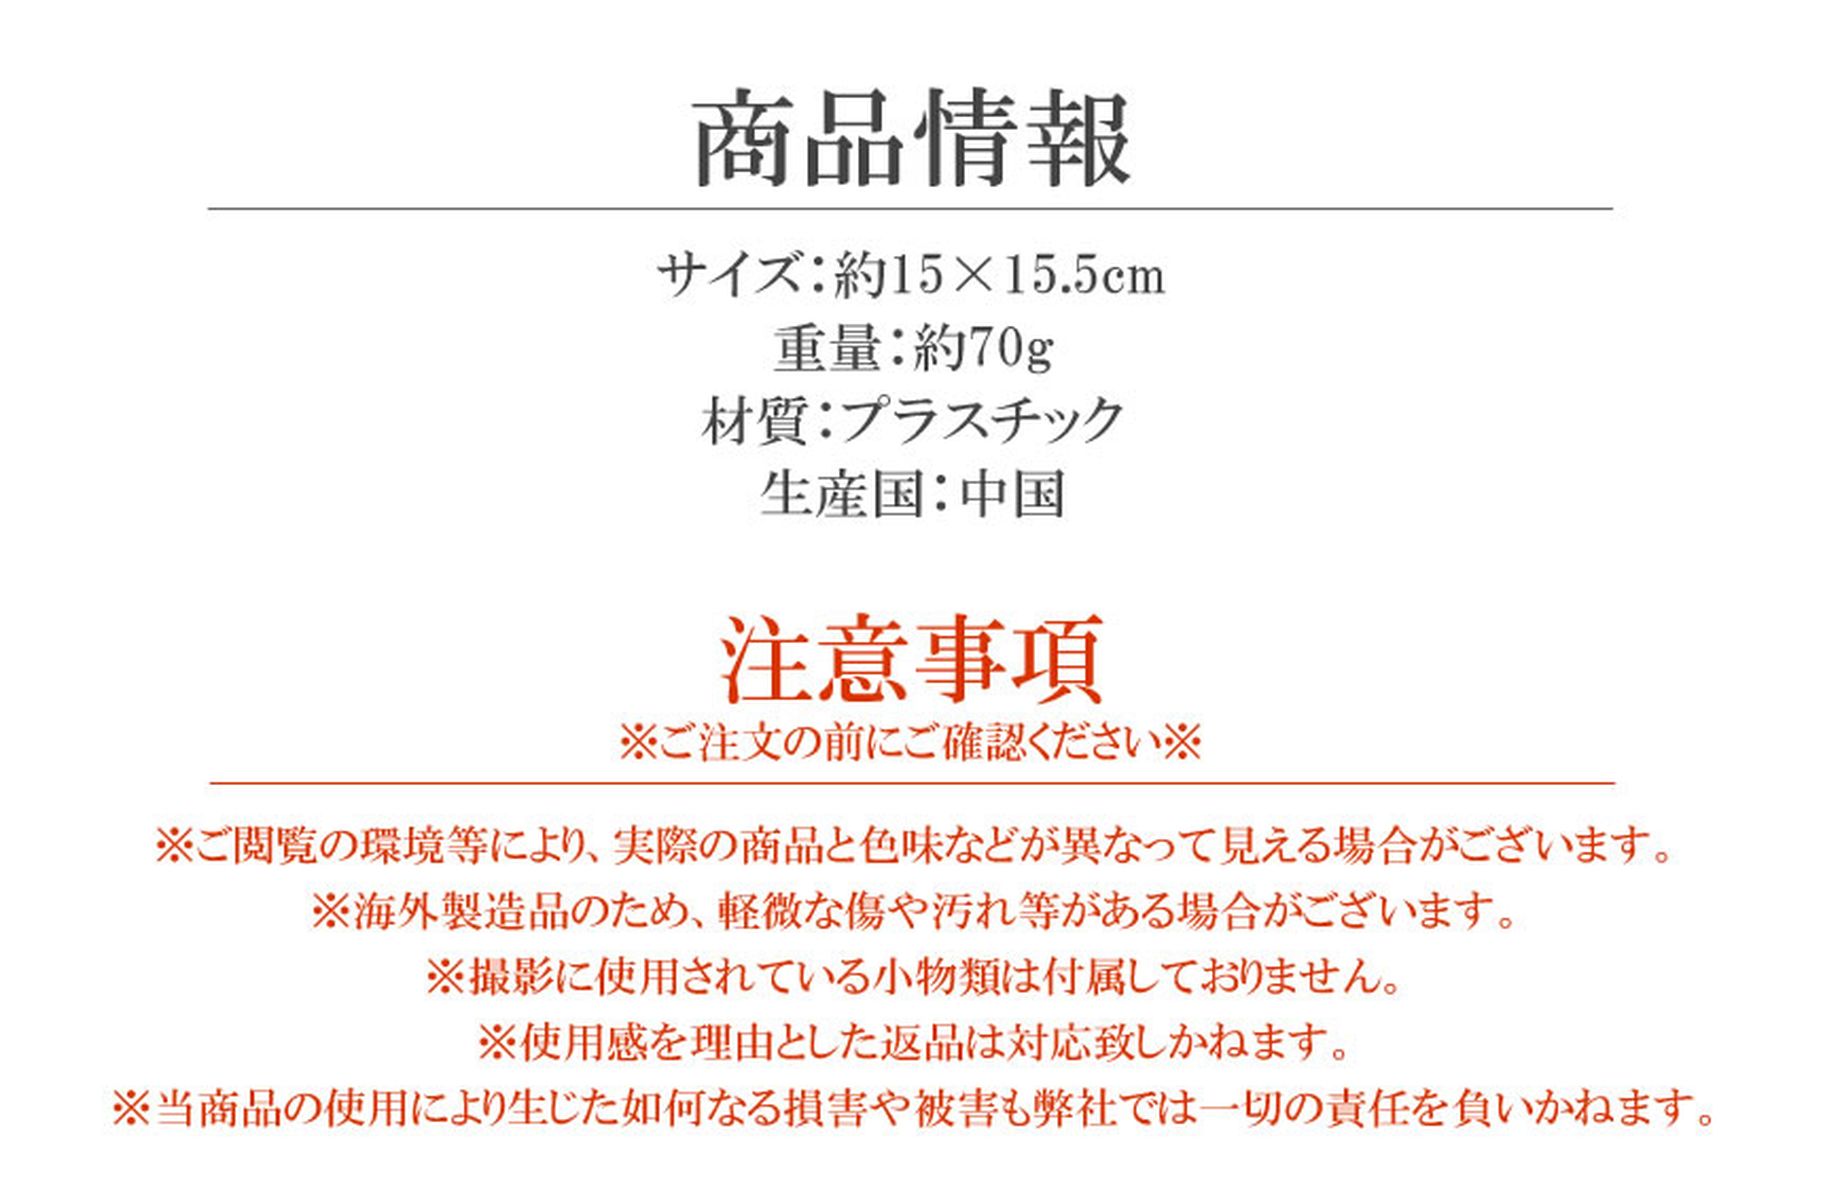 商品情報
サイズ：約15×15.5cm
重量：約70g
材質：プラスチック
生産国：中国
注意事項
※ご注文の前にご確認ください※
※ご閲覧の環境等により、実際の商品と色味などが異なって見える場合がございます。
※海外製造品のため、軽微な傷や汚れ等がある場合がございます。
※撮影に使用されている小物類は付属しておりません。
※使用感を理由とした返品は対応致しかねます。
※当商品の使用により生じた如何なる損害や被害も弊社では一切の責任を負いかねます。